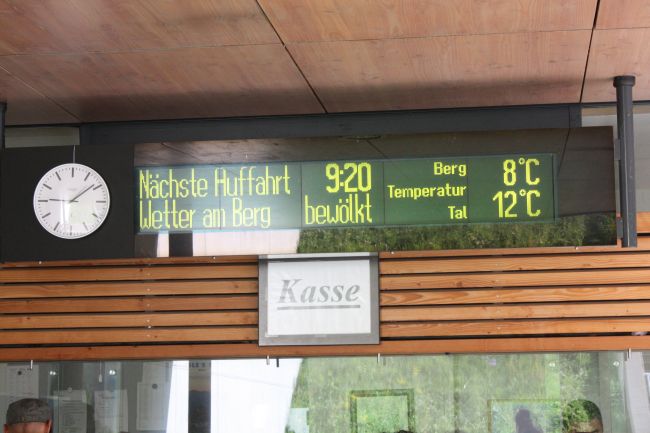 Nächste Auffahrt 9:20
Wetter am Berg bewölkt
Berg 8°C
Temperatur
Tal 12°C
Kasse